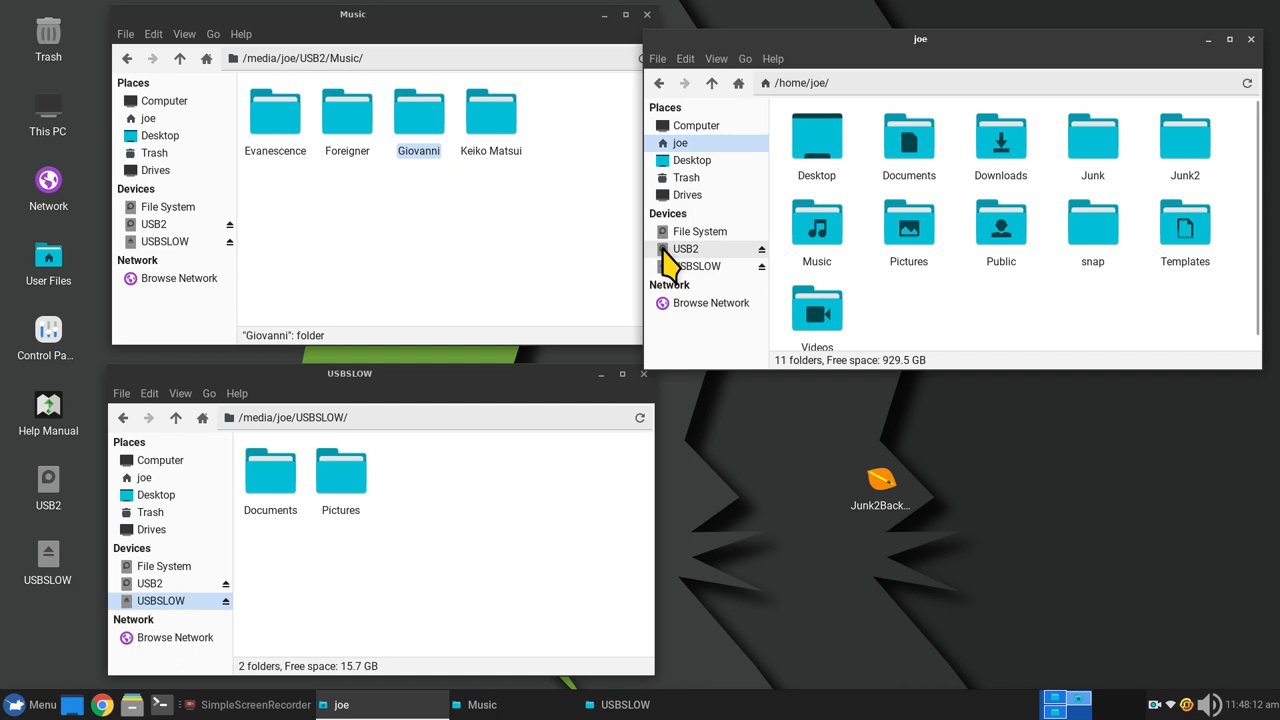 Trash
This PC
Network
User Files
Control Pa...
Help Manual
USB2
USBSLOW
Music
File Edit View Go Help
/media/joe/USB2/Music/
Places
Computer
joe
Desktop
Trash
Drives
Devices
File System
USB2
USBSLOW
Network
Browse Network
Evanescence
Foreigner
Giovanni
Keiko Matsui
"Giovanni": folder
joe
File Edit View Go Help
/home/joe/
Places
Computer
joe
Desktop
Trash
Drives
Devices
File System
USB2
USBSLOW
Network
Browse Network
Desktop
Documents
Downloads
Junk
Junk2
Music
Pictures
Public
snap
Templates
Videos
11 folders, Free space: 929.5 GB
USBSLOW
File Edit View Go Help
/media/joe/USBSLOW/
Places
Computer
joe
Desktop
Trash
Drives
Devices
File System
USB2
USBSLOW
Network
Browse Network
Documents
Pictures
2 folders, Free space: 15.7 GB
Junk2Back...
Menu
SimpleScreenRecorder
joe
Music
USBSLOW
11:48:12 am